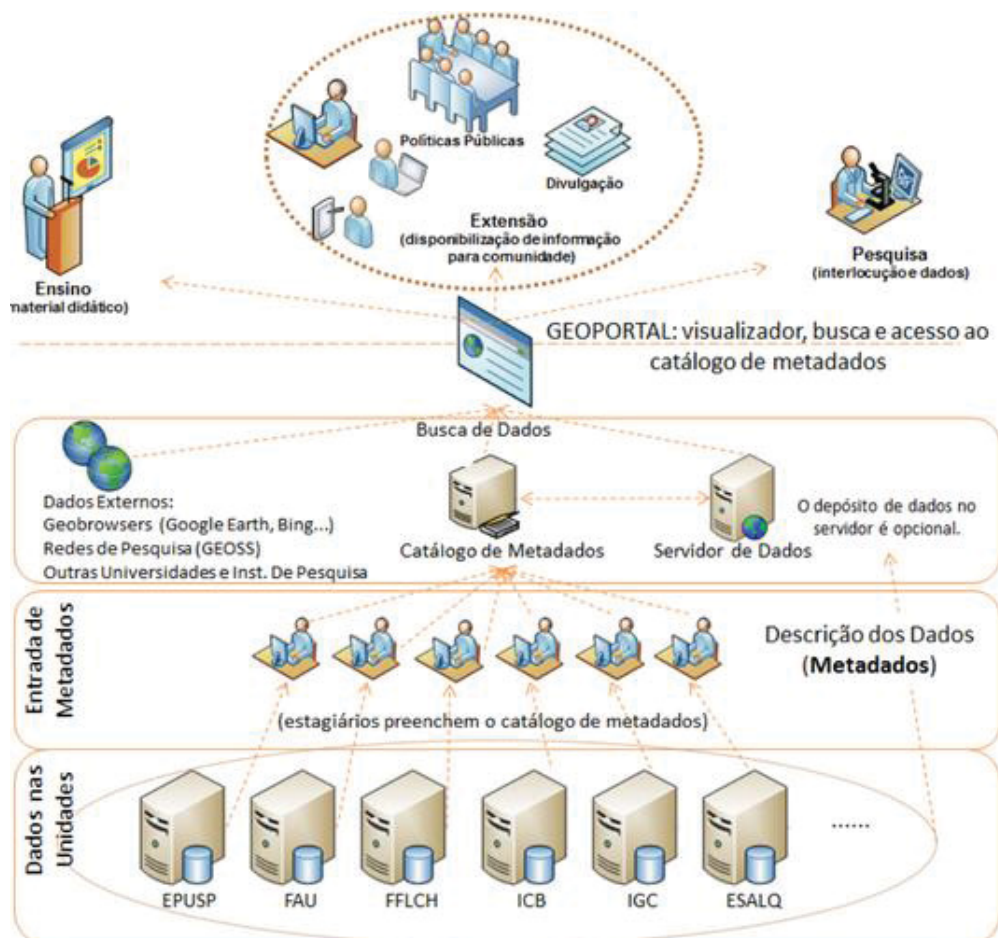 Políticas Públicas
Divulgação
Extensão
(disponibilização de informação
para comunidade)
Ensino
material didático)
Pesquisa
(interlocução e dados)
GEOPORTAL: visualizador, busca e acesso ao
catálogo de metadados
Busca de Dados
Dados Externos:
Geobrowsers (Google Earth, Bing...)
Redes de Pesquisa (GEOSS)
Outras Universidades e Inst. De Pesquisa
Catálogo de Metadados
Servidor de Dados
O depósito de dados no
servidor é opcional.
Entrada de
Metadados
Descrição dos Dados
(Metadados)
(estagiários preenchem o catálogo de metadados)
Dados nas
Unidades
......
EPUSP
FAU
FFLCH
ICB
IGC
ESALQ